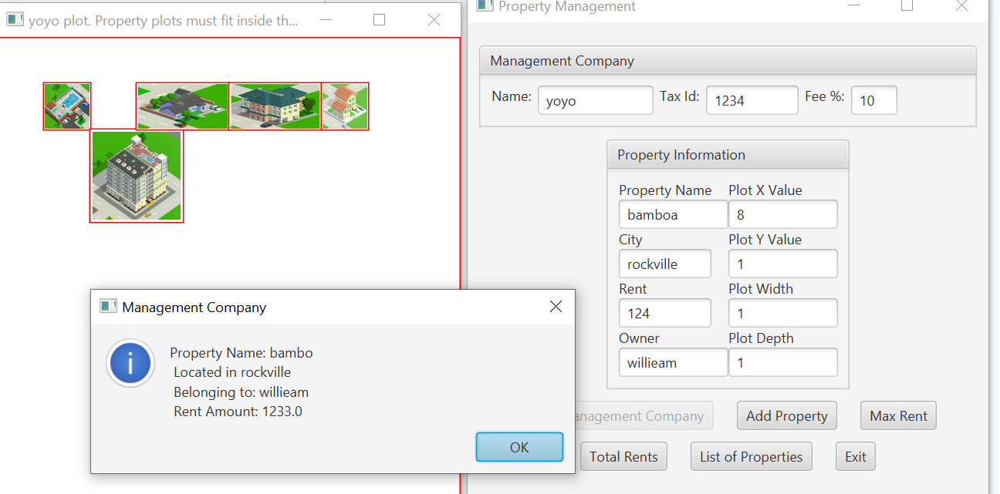 yoyo plot. Property plots must fit inside th...
Property Management
Management Company
Name: yoyo Tax Id: 1234 Fee %: 10
Property Information
Property Name Plot X Value
bamboa 8
City Plot Y Value
rockville 1
Rent Plot Width
124 1
Owner Plot Depth
willieam 1
Management Company
Property Name: bambo
Located in rockville
Belonging to: willieam
Rent Amount: 1233.0
OK
anagement Company Add Property Max Rent
Total Rents List of Properties Exit